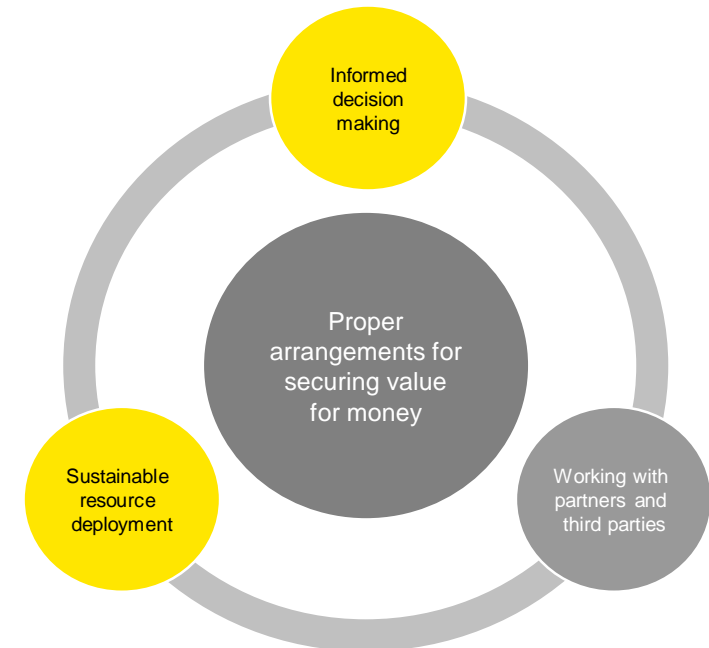 Informed
decision
making
Proper
arrangements for
securing value
for money
Sustainable
resource
deployment
Working with
partners and
third parties